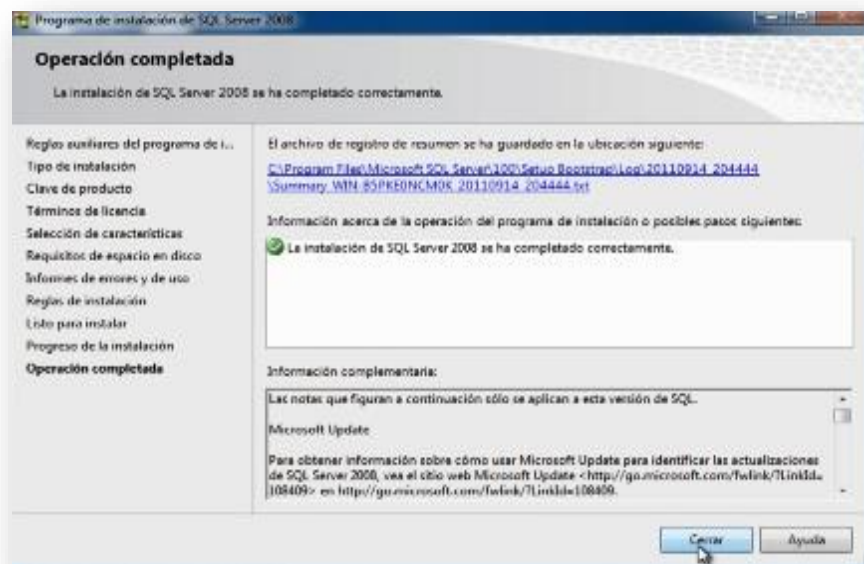 Programa de instalación de SQL Server 2008
Operación completada
La instalación de SQL Server 2008 se ha completado correctamente.
Reglas auxiliares del programa de i...
Tipo de instalación
Clave de producto
Términos de licencia
Selección de características
Requisitos de espacio en disco
Informes de errores y de uso
Reglas de instalación
Listo para instalar
Progreso de la instalación
Operación completada
El archivo de registro de resumen se ha guardado en la ubicación siguiente:
C:\Program Files\Microsoft SQL Server\100\Setup Bootstrap\Log\20110914_204444
\Summary_WIN-B5PKE0NCM0K_20110914_204444.txt
Información acerca de la operación del programa de instalación o posibles pasos siguientes:
La instalación de SQL Server 2008 se ha completado correctamente.
Información complementaria:
Las notas que figuran a continuación sólo se aplican a esta versión de SQL.
Microsoft Update
Para obtener información sobre cómo usar Microsoft Update para identificar las actualizaciones
de SQL Server 2008, vea el sitio web Microsoft Update <http://go.microsoft.com/fwlink/?LinkId=
108409> en http://go.microsoft.com/fwlink/?LinkId=108409.
Cerrar
Ayuda